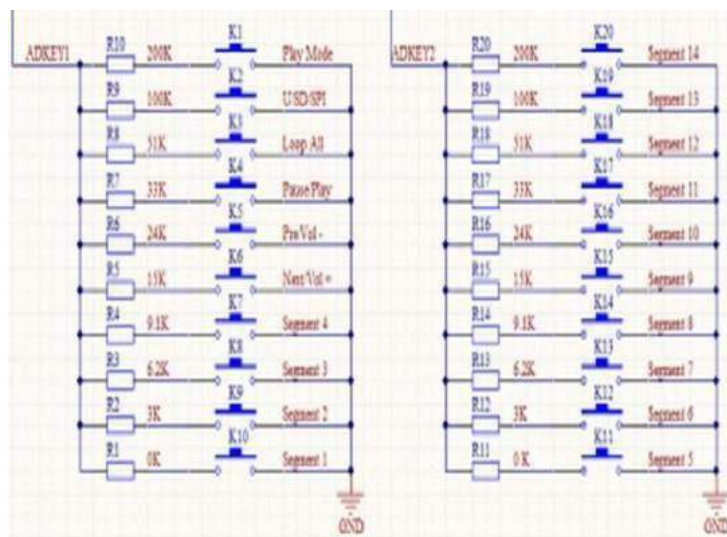 K1
R10 200K Play Mode
ADKEY1
K2
R9 100K U/SD/SPI
K3
R8 51K Loop All
K4
R7 33K Pause/Play
K5
R6 24K Pre/Vol -
K6
R5 15K Next/Vol +
K7
R4 9.1K Segment 4
K8
R3 6.2K Segment 3
K9
R2 3K Segment 2
K10
R1 0K Segment 1
GND
K20
R20 200K Segment 14
ADKEY2
K19
R19 100K Segment 13
K18
R18 51K Segment 12
K17
R17 33K Segment 11
K16
R16 24K Segment 10
K15
R15 15K Segment 9
K14
R14 9.1K Segment 8
K13
R13 6.2K Segment 7
K12
R12 3K Segment 6
K11
R11 0K Segment 5
GND